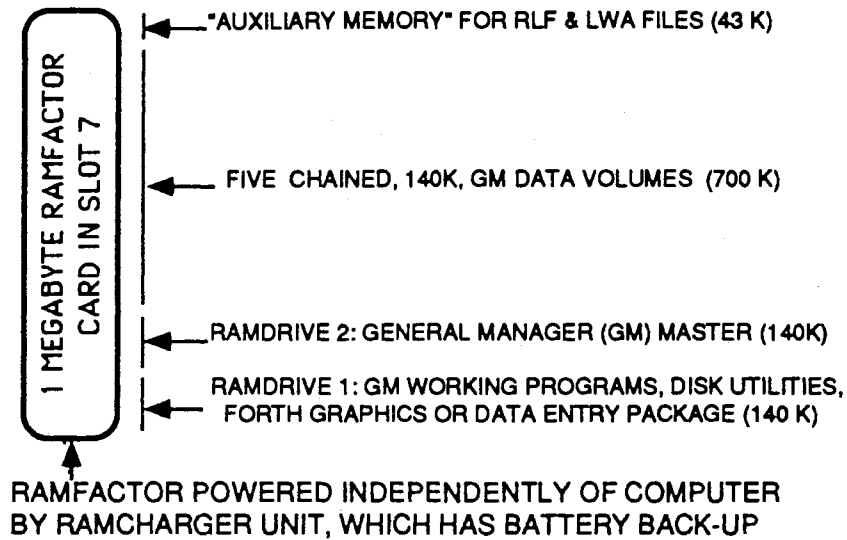 1 MEGABYTE RAMFACTOR
CARD IN SLOT 7
"AUXILIARY MEMORY" FOR RLF & LWA FILES (43 K)
FIVE CHAINED, 140K, GM DATA VOLUMES (700 K)
RAMDRIVE 2: GENERAL MANAGER (GM) MASTER (140K)
RAMDRIVE 1: GM WORKING PROGRAMS, DISK UTILITIES,
FORTH GRAPHICS OR DATA ENTRY PACKAGE (140 K)
RAMFACTOR POWERED INDEPENDENTLY OF COMPUTER
BY RAMCHARGER UNIT, WHICH HAS BATTERY BACK-UP